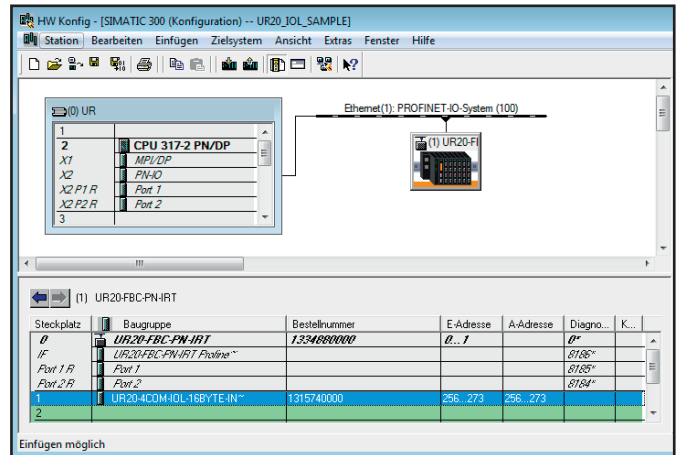 HW Konfig - [SIMATIC 300 (Konfiguration) -- UR20_IOL_SAMPLE]
Station Bearbeiten Einfügen Zielsystem Ansicht Extras Fenster Hilfe
(0) UR
1
2 CPU 317-2 PN/DP
X1 MPI/DP
X2 PN-IO
X2 P1 R Port 1
X2 P2 R Port 2
3
Ethernet(1): PROFINET-IO-System (100)
(1) UR20-F
(1) UR20-FBC-PN-IRT
Steckplatz Baugruppe Bestellnummer E-Adresse A-Adresse Diagno... K...
0 UR20-FBC-PN-IRT 1334880000 0...1 0*
IF UR20-FBC-PN-IRT Profine~ 8186*
Port 1 R Port 1 8185*
Port 2 R Port 2 8184*
1 UR20-4COM-IOL-16BYTE-IN~ 1315740000 256...273 256...273
2
Einfügen möglich